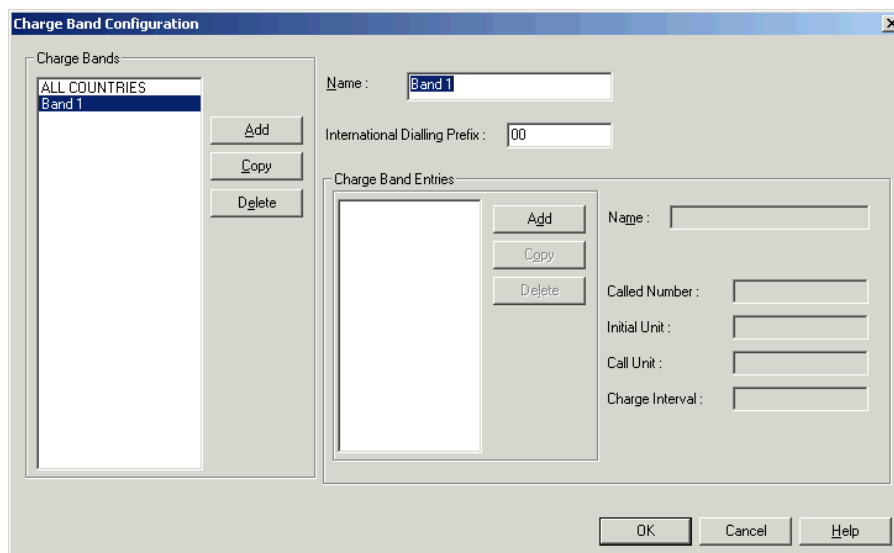 Charge Band Configuration
Charge Bands
ALL COUNTRIES
Band 1
Add
Copy
Delete
Name :
Band 1
International Dialling Prefix :
00
Charge Band Entries
Add
Copy
Delete
Name :
Called Number :
Initial Unit :
Call Unit :
Charge Interval :
OK
Cancel
Help